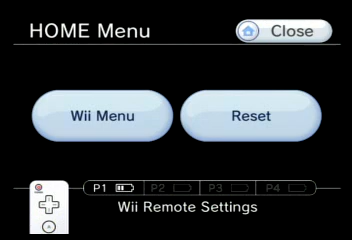 HOME Menu
Close
Wii Menu
Reset
P1
P2
P3
P4
Wii Remote Settings